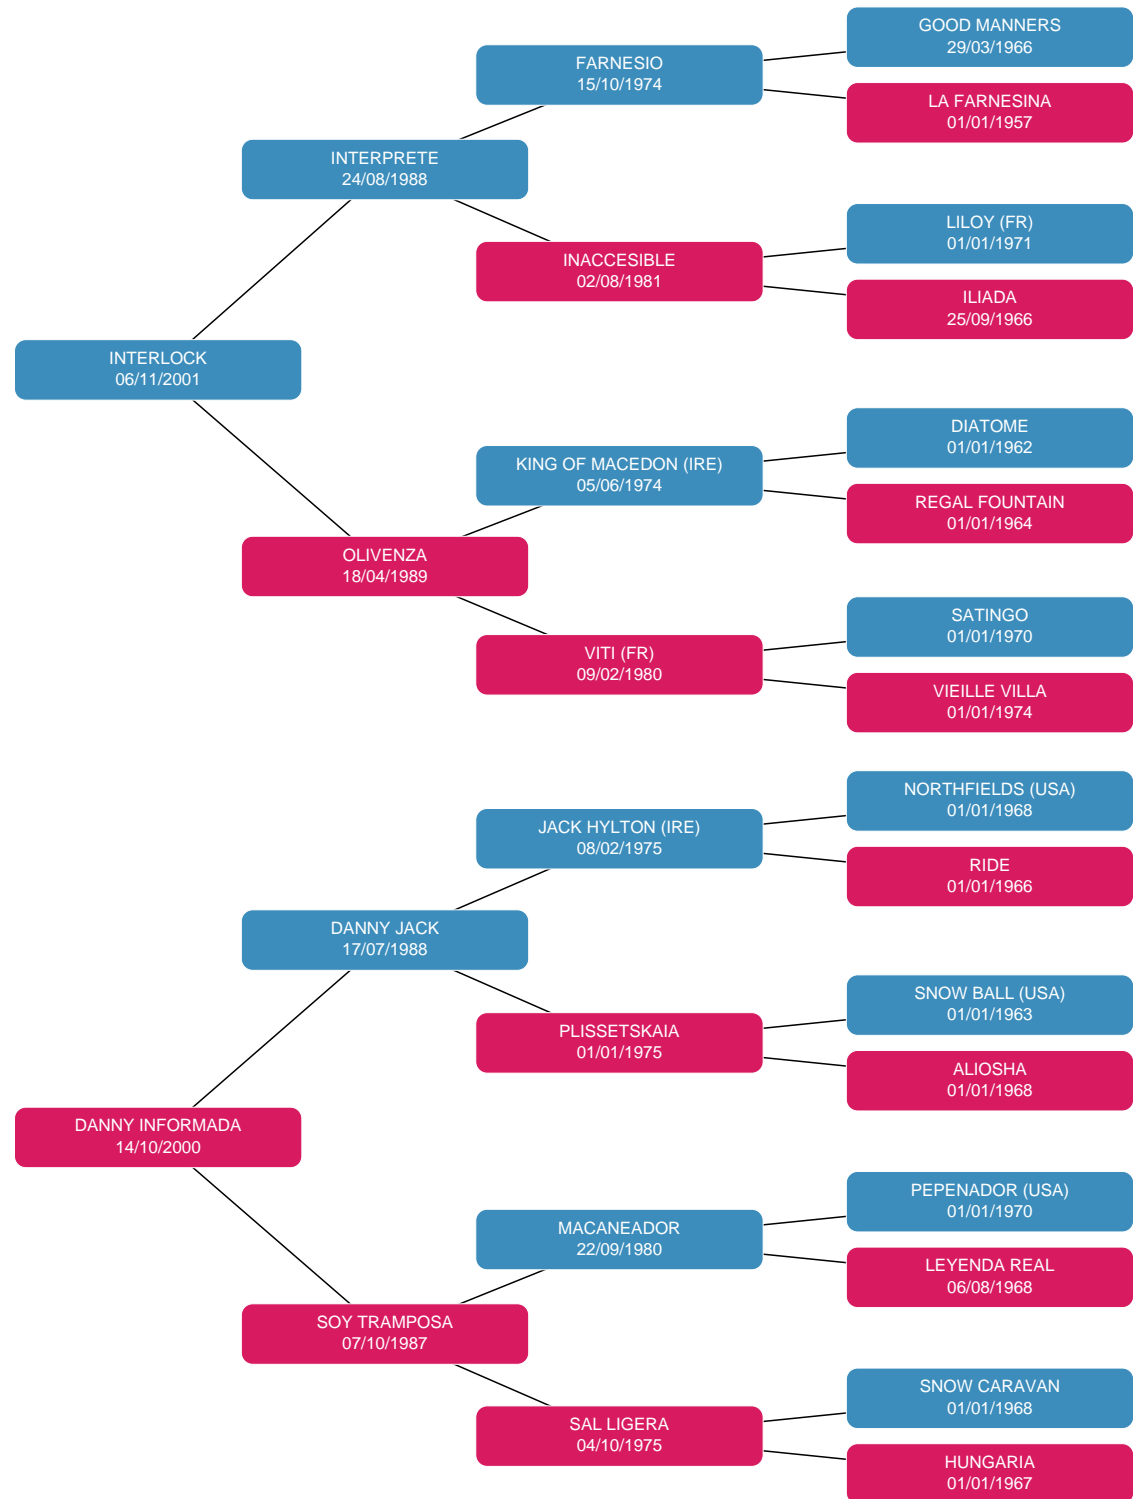 GOOD MANNERS
29/03/1966
FARNESIO
15/10/1974
LA FARNESINA
01/01/1957
INTERPRETE
24/08/1988
LILOY (FR)
01/01/1971
INACCESIBLE
02/08/1981
ILIADA
25/09/1966
INTERLOCK
06/11/2001
DIATOME
01/01/1962
KING OF MACEDON (IRE)
05/06/1974
REGAL FOUNTAIN
01/01/1964
OLIVENZA
18/04/1989
SATINGO
01/01/1970
VITI (FR)
09/02/1980
VIEILLE VILLA
01/01/1974
NORTHFIELDS (USA)
01/01/1968
JACK HYLTON (IRE)
08/02/1975
RIDE
01/01/1966
DANNY JACK
17/07/1988
SNOW BALL (USA)
01/01/1963
PLISSETSKAIA
01/01/1975
ALIOSHA
01/01/1968
DANNY INFORMADA
14/10/2000
PEPENADOR (USA)
01/01/1970
MACANEADOR
22/09/1980
LEYENDA REAL
06/08/1968
SOY TRAMPOSA
07/10/1987
SNOW CARAVAN
01/01/1968
SAL LIGERA
04/10/1975
HUNGARIA
01/01/1967